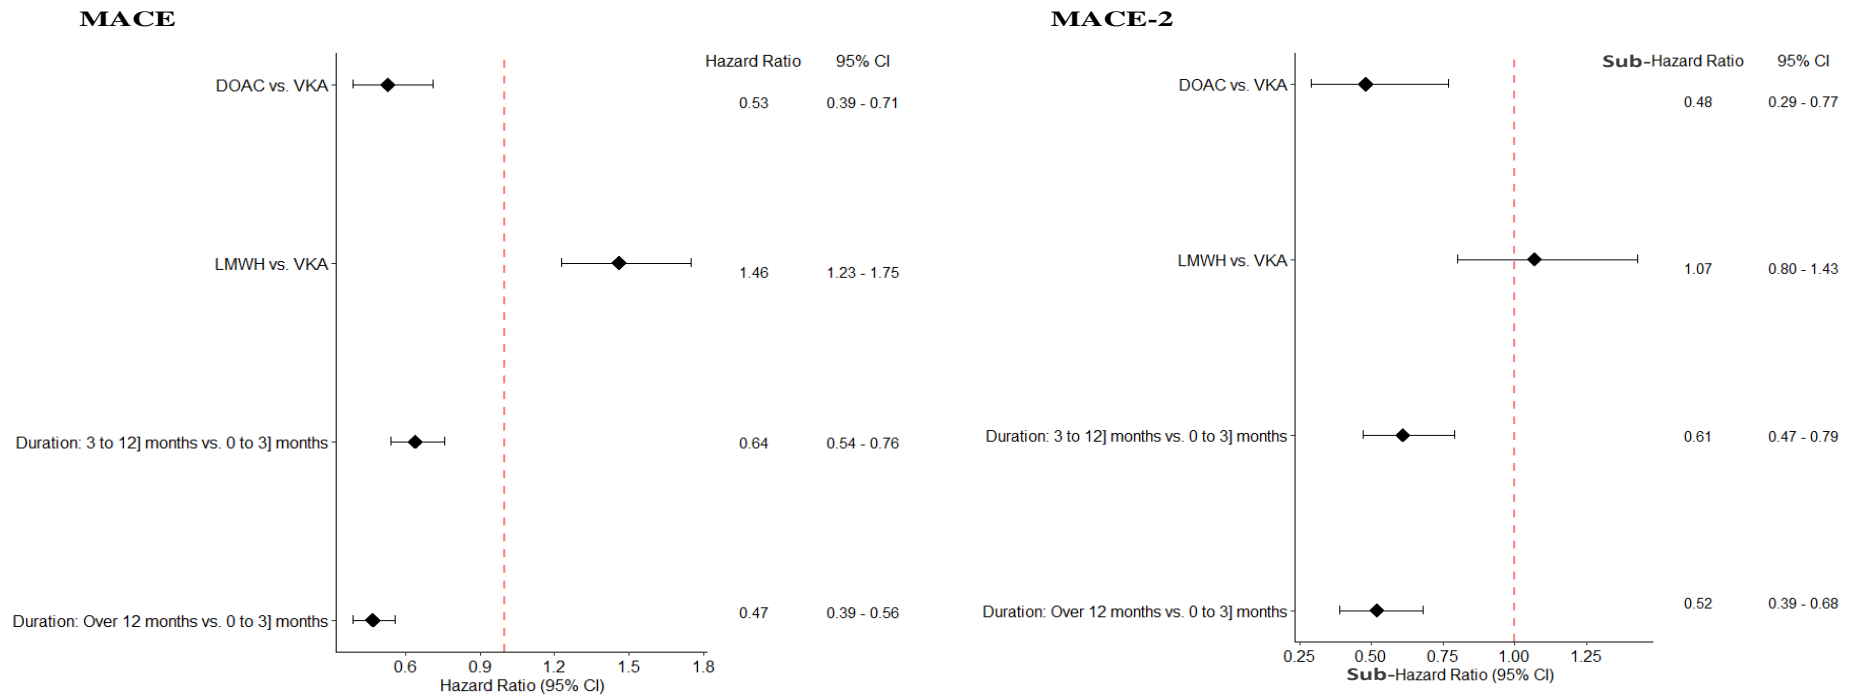 MACE
Hazard Ratio 95% CI
DOAC vs. VKA
0.53 0.39 - 0.71
LMWH vs. VKA
1.46 1.23 - 1.75
Duration: 3 to 12] months vs. 0 to 3] months
0.64 0.54 - 0.76
Duration: Over 12 months vs. 0 to 3] months
0.47 0.39 - 0.56
0.6 0.9 1.2 1.5 1.8
Hazard Ratio (95% CI)
MACE-2
Sub-Hazard Ratio 95% CI
DOAC vs. VKA
0.48 0.29 - 0.77
LMWH vs. VKA
1.07 0.80 - 1.43
Duration: 3 to 12] months vs. 0 to 3] months
0.61 0.47 - 0.79
Duration: Over 12 months vs. 0 to 3] months
0.52 0.39 - 0.68
0.25 0.50 0.75 1.00 1.25
Sub-Hazard Ratio (95% CI)